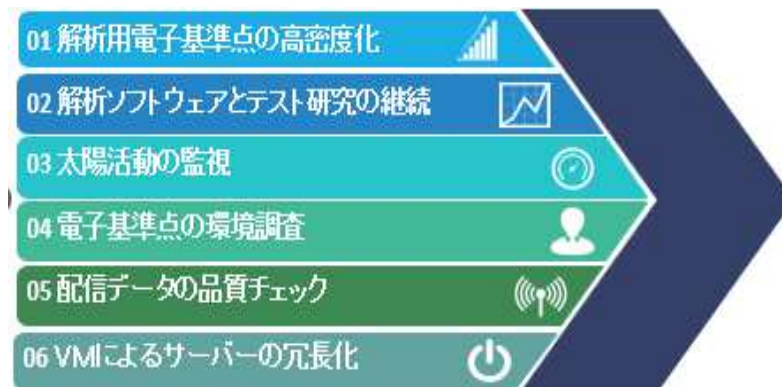 01 解析用電子基準点の高密度化
02 解析ソフトウェアとテスト研究の継続
03 太陽活動の監視
04 電子基準点の環境調査
05 配信データの品質チェック
06 VMIによるサーバーの冗長化